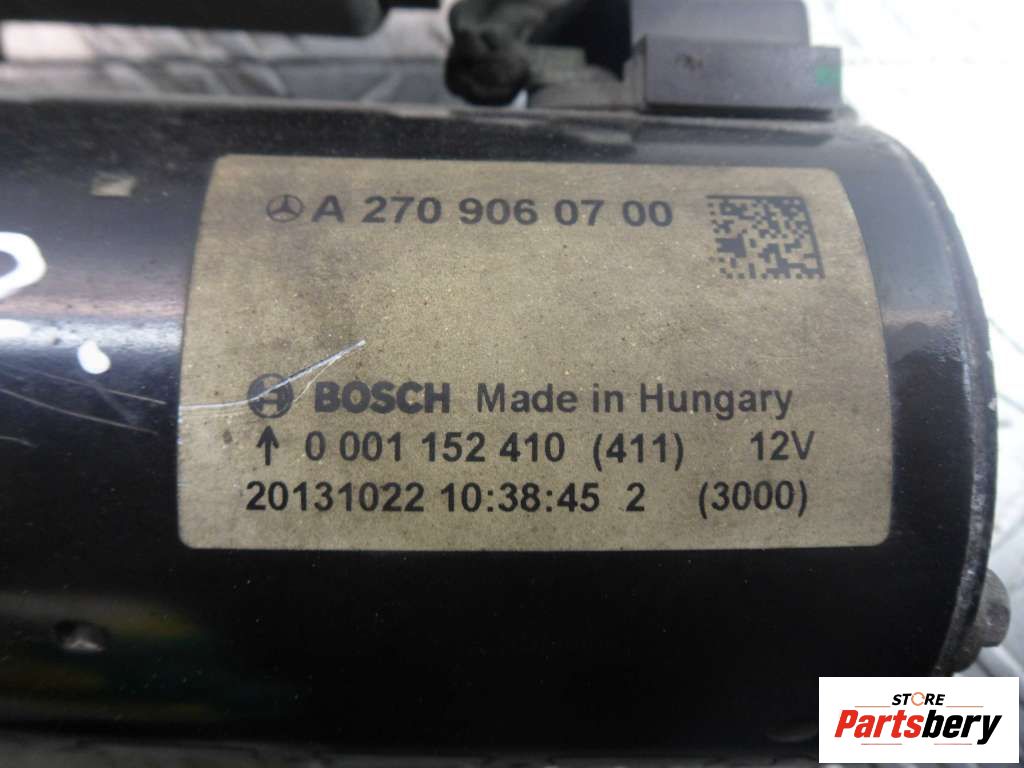 A 270 906 07 00
BOSCH Made in Hungary
↑ 0 001 152 410 (411) 12V
20131022 10:38:45 2 (3000)
STORE
Partsbery